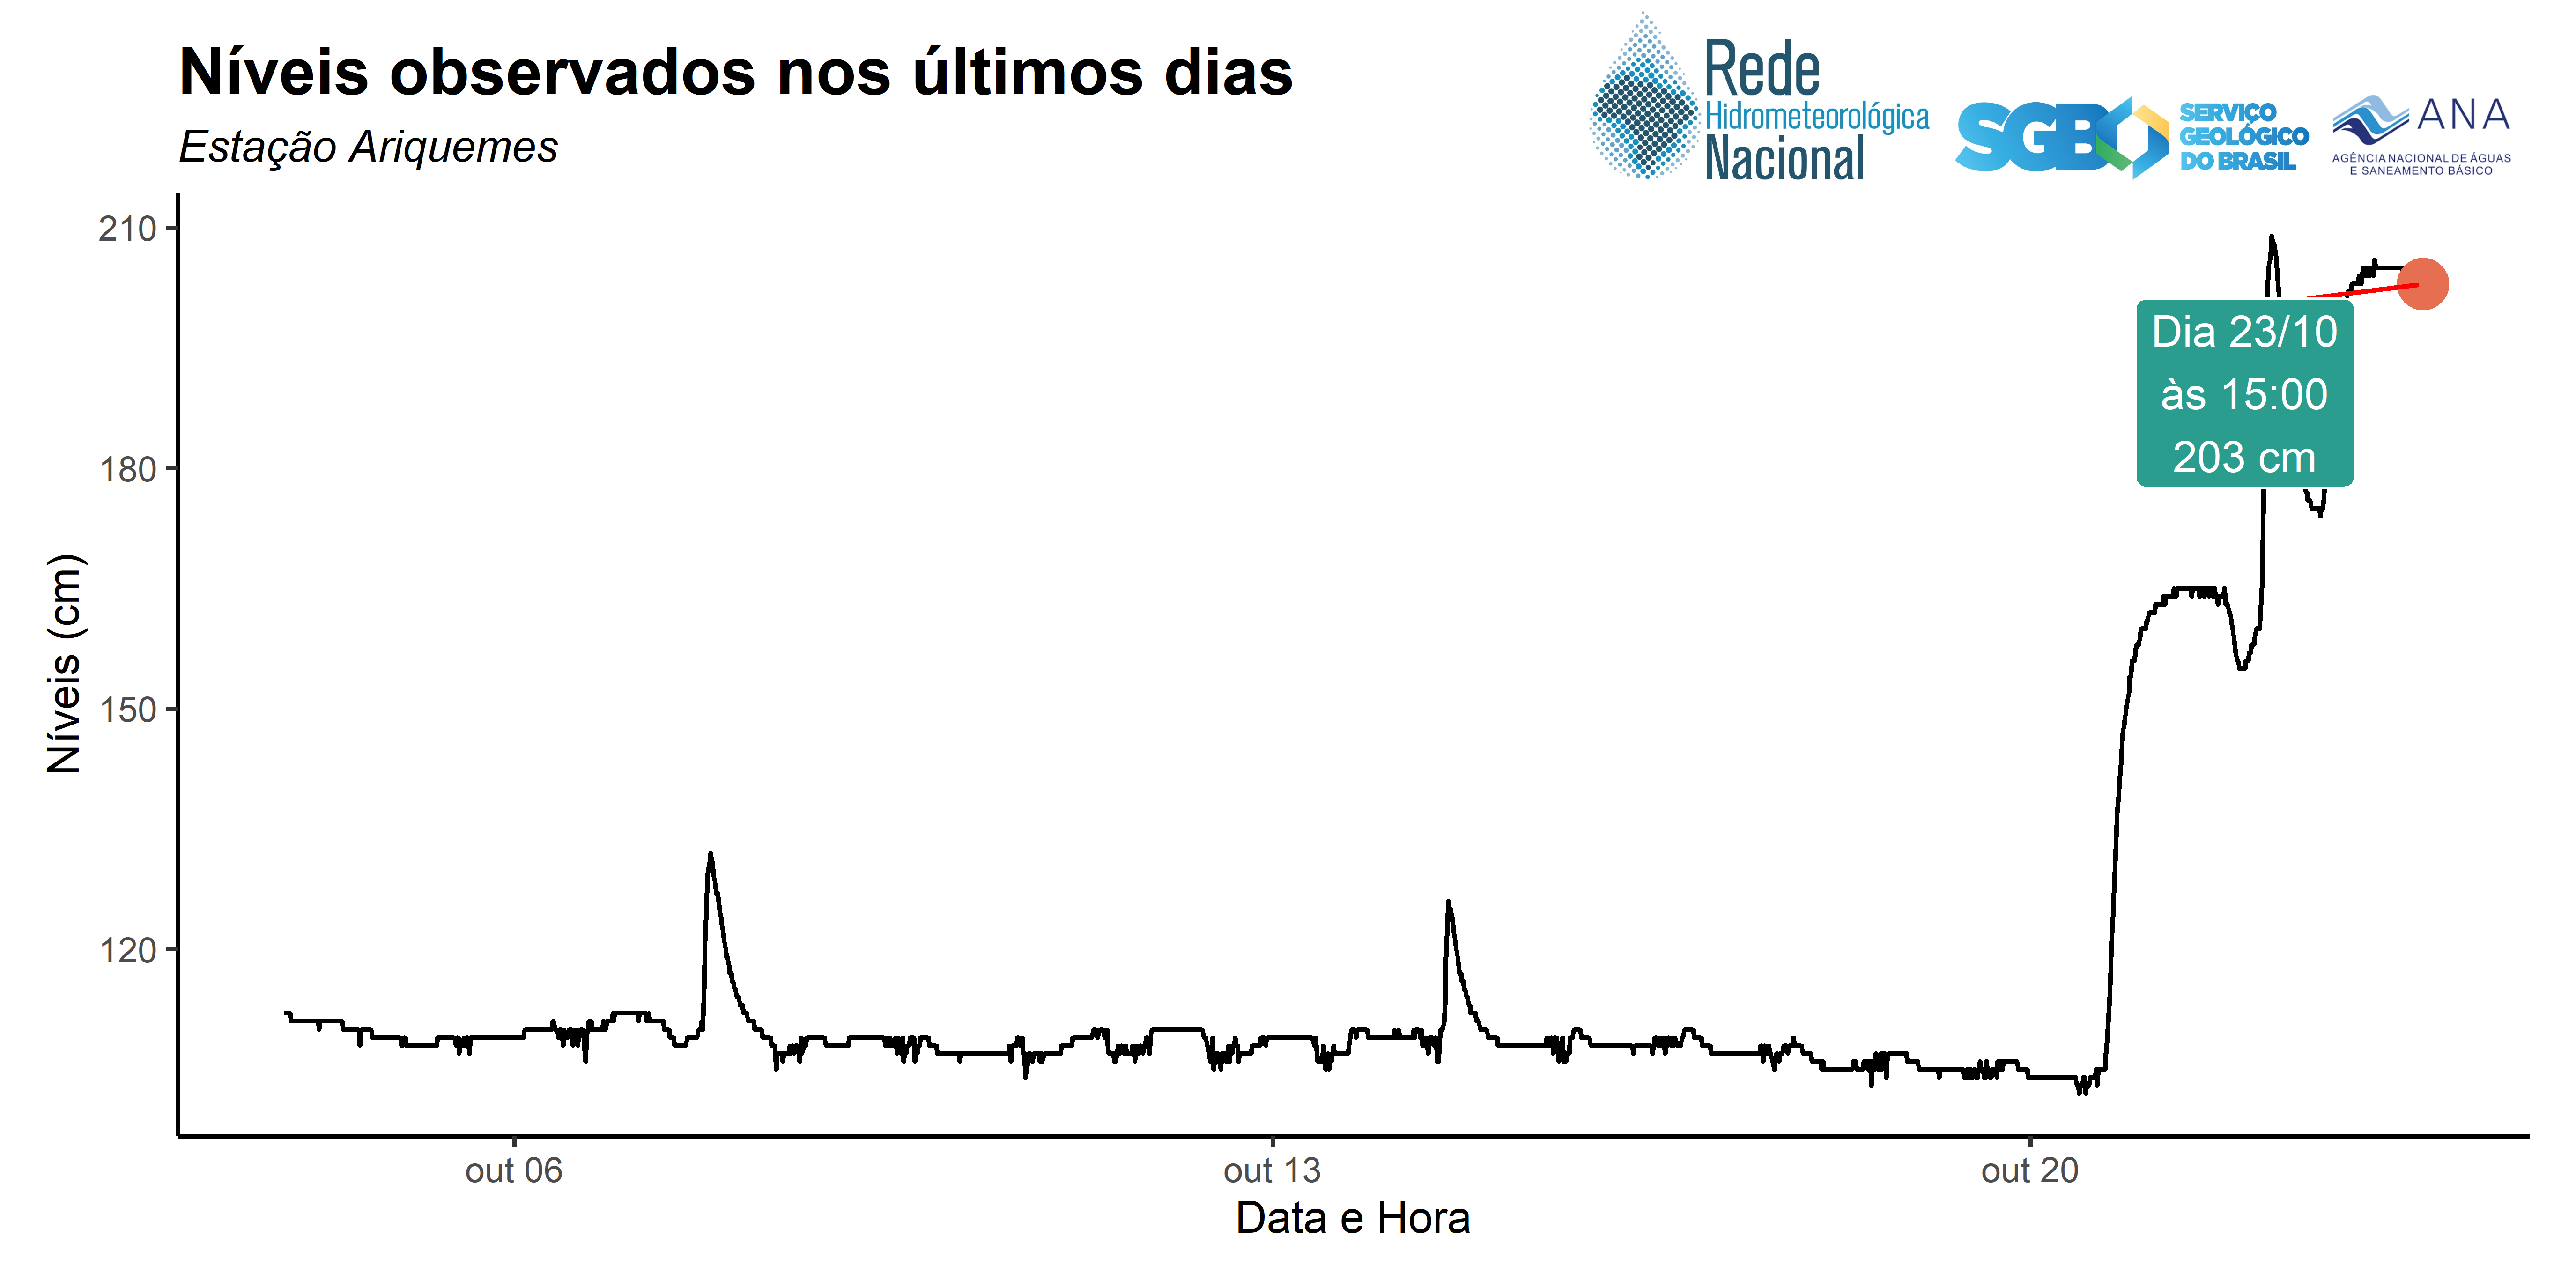 Níveis observados nos últimos dias
Estação Ariquemes
Rede
Hidrometeorológica
Nacional
SGB
SERVIÇO
GEOLÓGICO
DO BRASIL
ANA
AGÊNCIA NACIONAL DE ÁGUAS
E SANEAMENTO BÁSICO
210
180
150
120
Níveis (cm)
Dia 23/10
às 15:00
203 cm
out 06
out 13
out 20
Data e Hora